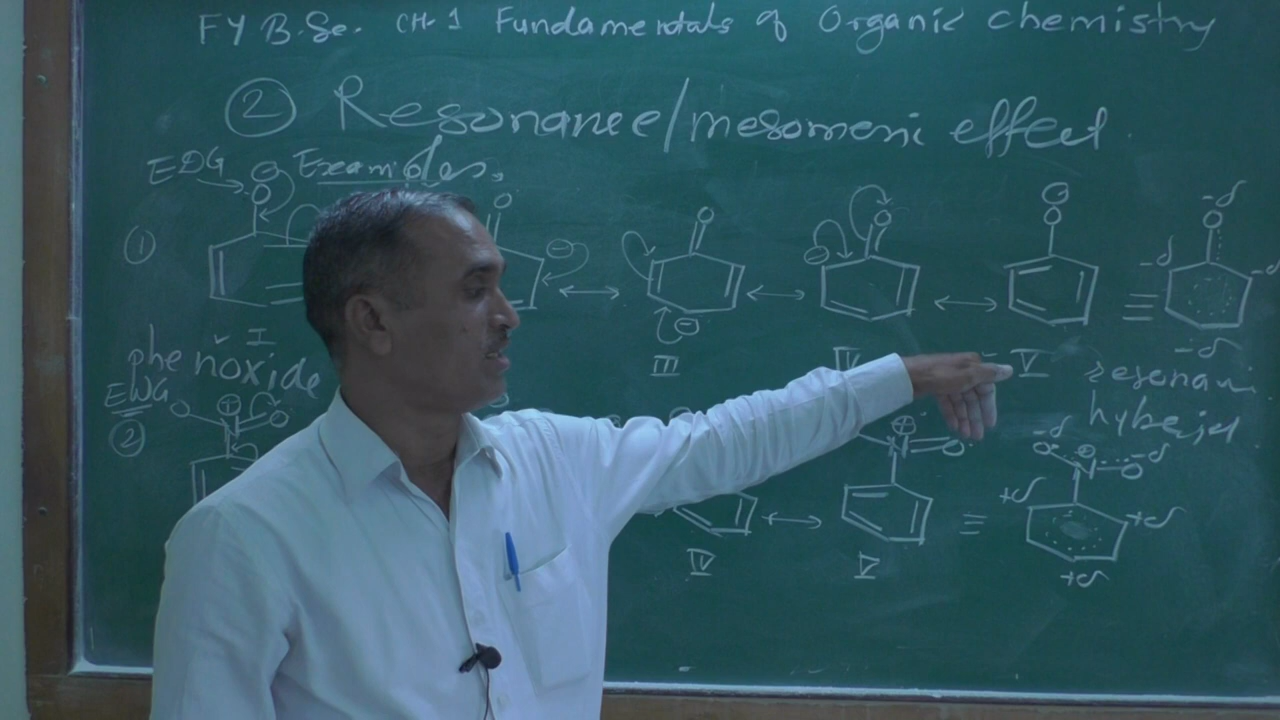 FY B.Sc. CH-1 Fundamentals of Organic chemistry
② Resonance/mesomeric effect.
EDG Examples,
①
O O O O O -δ
-δ -δ
-δ
I III IV V resonance
phenoxide hybrid
EWG
②
O ⊕ O ⊕ O -δ O ⊕ N O -δ
+δ +δ
IV V ≡ +δ